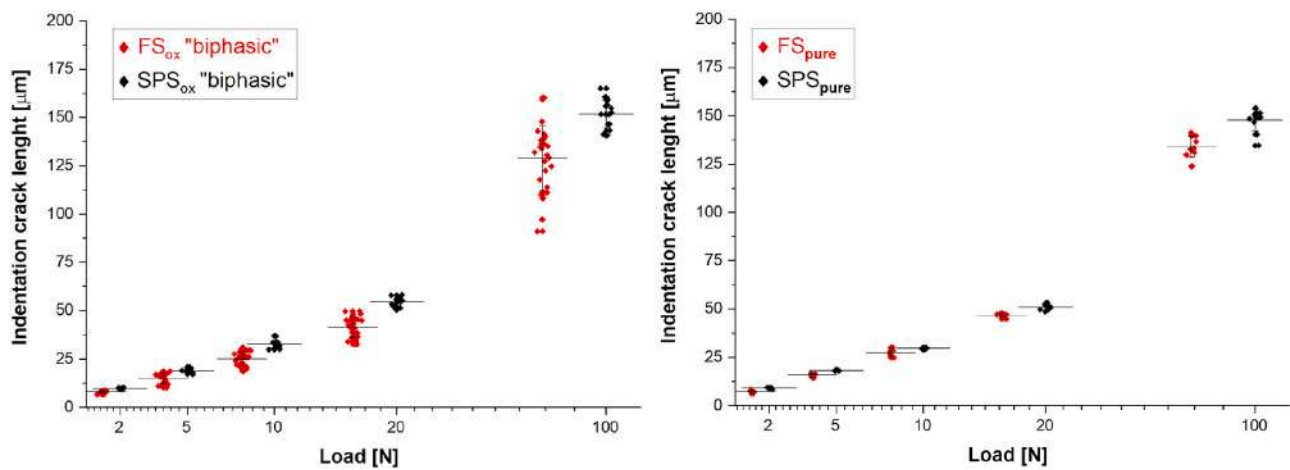 200
175
150
125
100
75
50
25
0
Indentation crack lenght [μm]
FSox "biphasic"
SPSox "biphasic"
2 5 10 20 100
Load [N]
200
175
150
125
100
75
50
25
0
Indentation crack lenght [μm]
FSpure
SPSpure
2 5 10 20 100
Load [N]